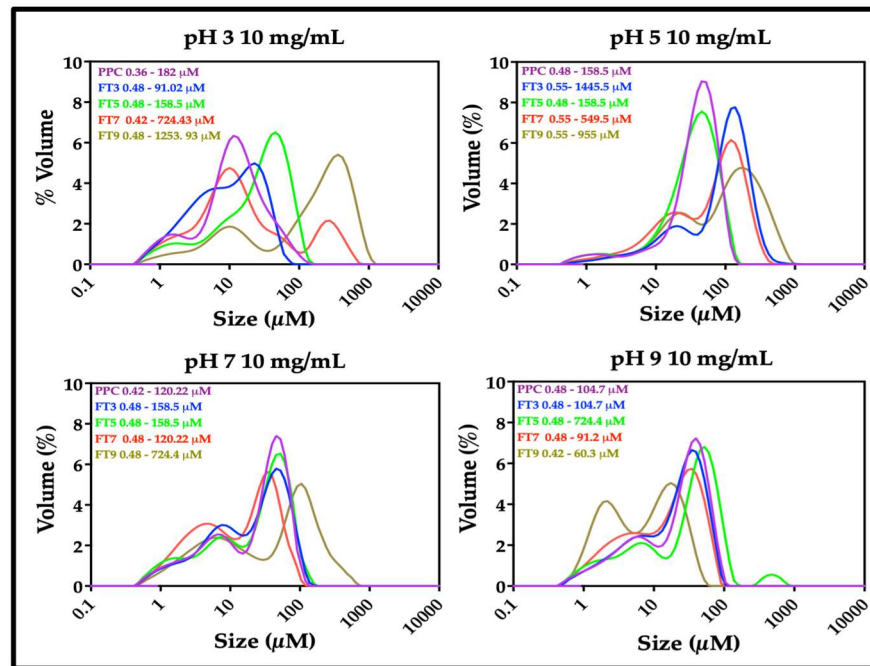 pH 3 10 mg/mL
PPC 0.36 - 182 μM
FT3 0.48 - 91.02 μM
FT5 0.48 - 158.5 μM
FT7 0.42 - 724.43 μM
FT9 0.48 - 1253. 93 μM
% Volume
10
8
6
4
2
0
0.1
1
10
100
1000
10000
Size (μM)
pH 5 10 mg/mL
PPC 0.48 - 158.5 μM
FT3 0.55- 1445.5 μM
FT5 0.48 - 158.5 μM
FT7 0.55 - 549.5 μM
FT9 0.55 - 955 μM
Volume (%)
10
8
6
4
2
0
0.1
1
10
100
1000
10000
Size (μM)
pH 7 10 mg/mL
PPC 0.42 - 120.22 μM
FT3 0.48 - 158.5 μM
FT5 0.48 - 158.5 μM
FT7 0.48 - 120.22 μM
FT9 0.48 - 724.4 μM
Volume (%)
10
8
6
4
2
0
0.1
1
10
100
1000
10000
Size (μM)
pH 9 10 mg/mL
PPC 0.48 - 104.7 μM
FT3 0.48 - 104.7 μM
FT5 0.48 - 724.4 μM
FT7 0.48 - 91.2 μM
FT9 0.42 - 60.3 μM
Volume (%)
10
8
6
4
2
0
0.1
1
10
100
1000
10000
Size (μM)